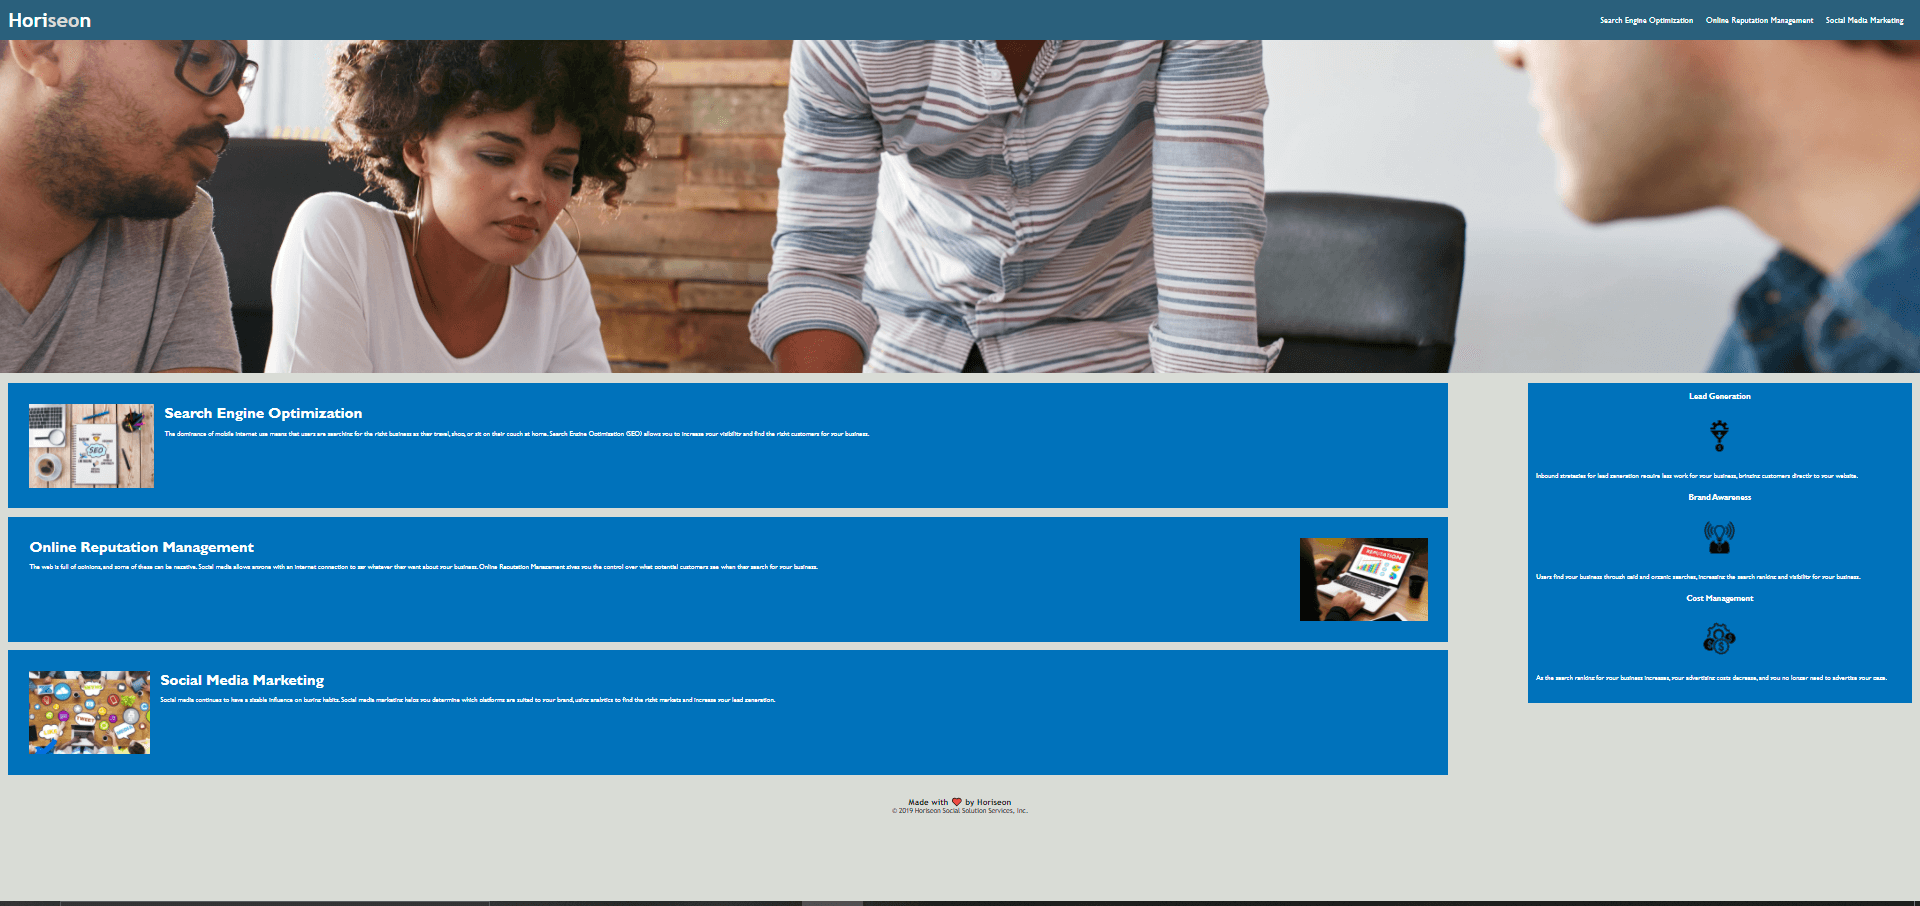 Horiseon
Search Engine Optimization Online Reputation Management Social Media Marketing
Search Engine Optimization
The dominance of mobile internet use means that users are searching for the right business as they travel, shop, or sit on their couch at home. Search Engine Optimization (SEO) allows you to increase your visibility and find the right customers for your business.
SEO
Online Reputation Management
The web is full of opinions, and some of these can be negative. Social media allows anyone with an internet connection to say whatever they want about your business. Online Reputation Management gives you the control over what potential customers see when they search for your business.
REPUTATION
Social Media Marketing
Social media continues to have a sizable influence on buying habits. Social media marketing helps you determine which platforms are suited to your brand, using analytics to find the right markets and increase your lead generation.
TWEET
Lead Generation
Inbound strategies for lead generation require less work for your business, bringing customers directly to your website.
Brand Awareness
Users find your business through paid and organic searches, increasing the search ranking and visibility for your business.
Cost Management
As the search ranking for your business increases, your advertising costs decrease, and you no longer need to advertise your page.
Made with ❤️ by Horiseon
© 2019 Horiseon Social Solution Services, Inc.